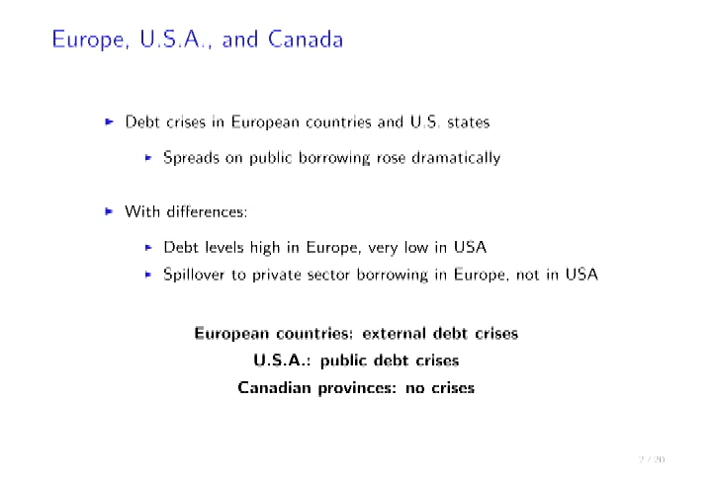 Europe, U.S.A., and Canada
Debt crises in European countries and U.S. states
Spreads on public borrowing rose dramatically
With differences:
Debt levels high in Europe, very low in USA
Spillover to private sector borrowing in Europe, not in USA
European countries: external debt crises
U.S.A.: public debt crises
Canadian provinces: no crises
2 / 20